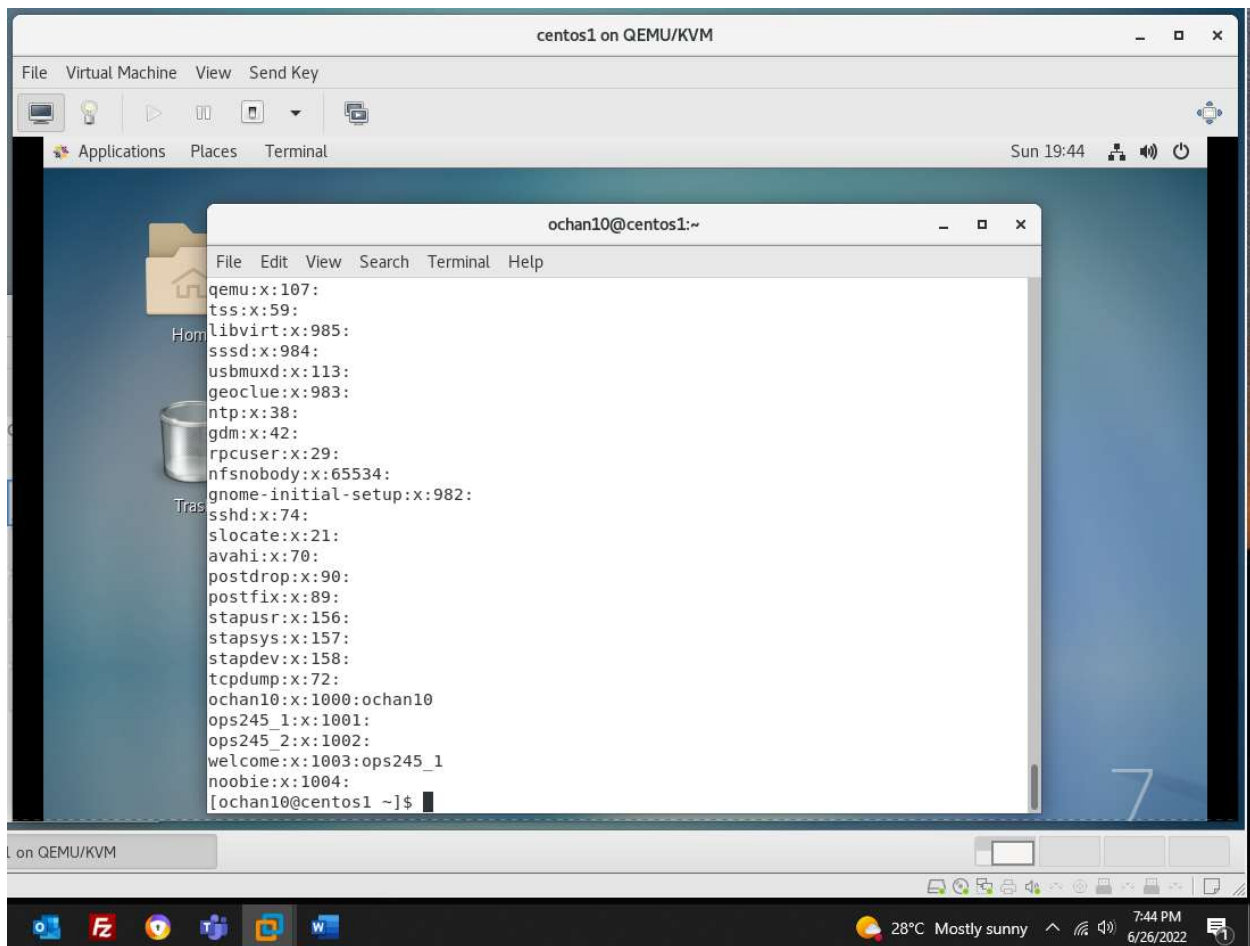 centos1 on QEMU/KVM
File Virtual Machine View Send Key
Applications Places Terminal Sun 19:44
Home
Trash
ochan10@centos1:~
File Edit View Search Terminal Help
qemu:x:107:
tss:x:59:
libvirt:x:985:
sssd:x:984:
usbmuxd:x:113:
geoclue:x:983:
ntp:x:38:
gdm:x:42:
rpcuser:x:29:
nfsnobody:x:65534:
gnome-initial-setup:x:982:
sshd:x:74:
slocate:x:21:
avahi:x:70:
postdrop:x:90:
postfix:x:89:
stapusr:x:156:
stapsys:x:157:
stapdev:x:158:
tcpdump:x:72:
ochan10:x:1000:ochan10
ops245_1:x:1001:
ops245_2:x:1002:
welcome:x:1003:ops245_1
noobie:x:1004:
[ochan10@centos1 ~]$
7
on QEMU/KVM
28°C Mostly sunny 7:44 PM
6/26/2022
1